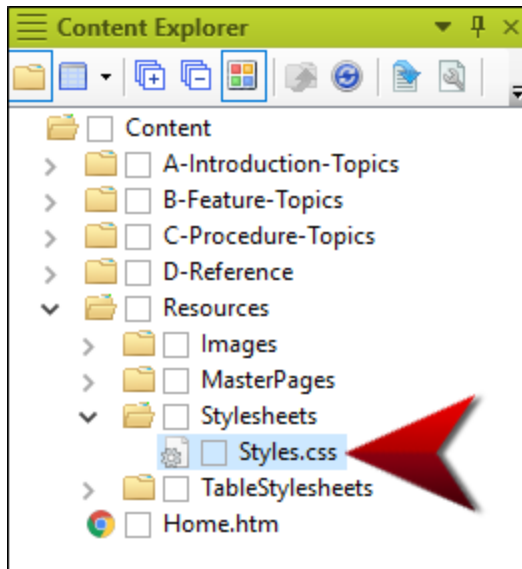 Content Explorer
Content
A-Introduction-Topics
B-Feature-Topics
C-Procedure-Topics
D-Reference
Resources
Images
MasterPages
Stylesheets
Styles.css
TableStylesheets
Home.htm